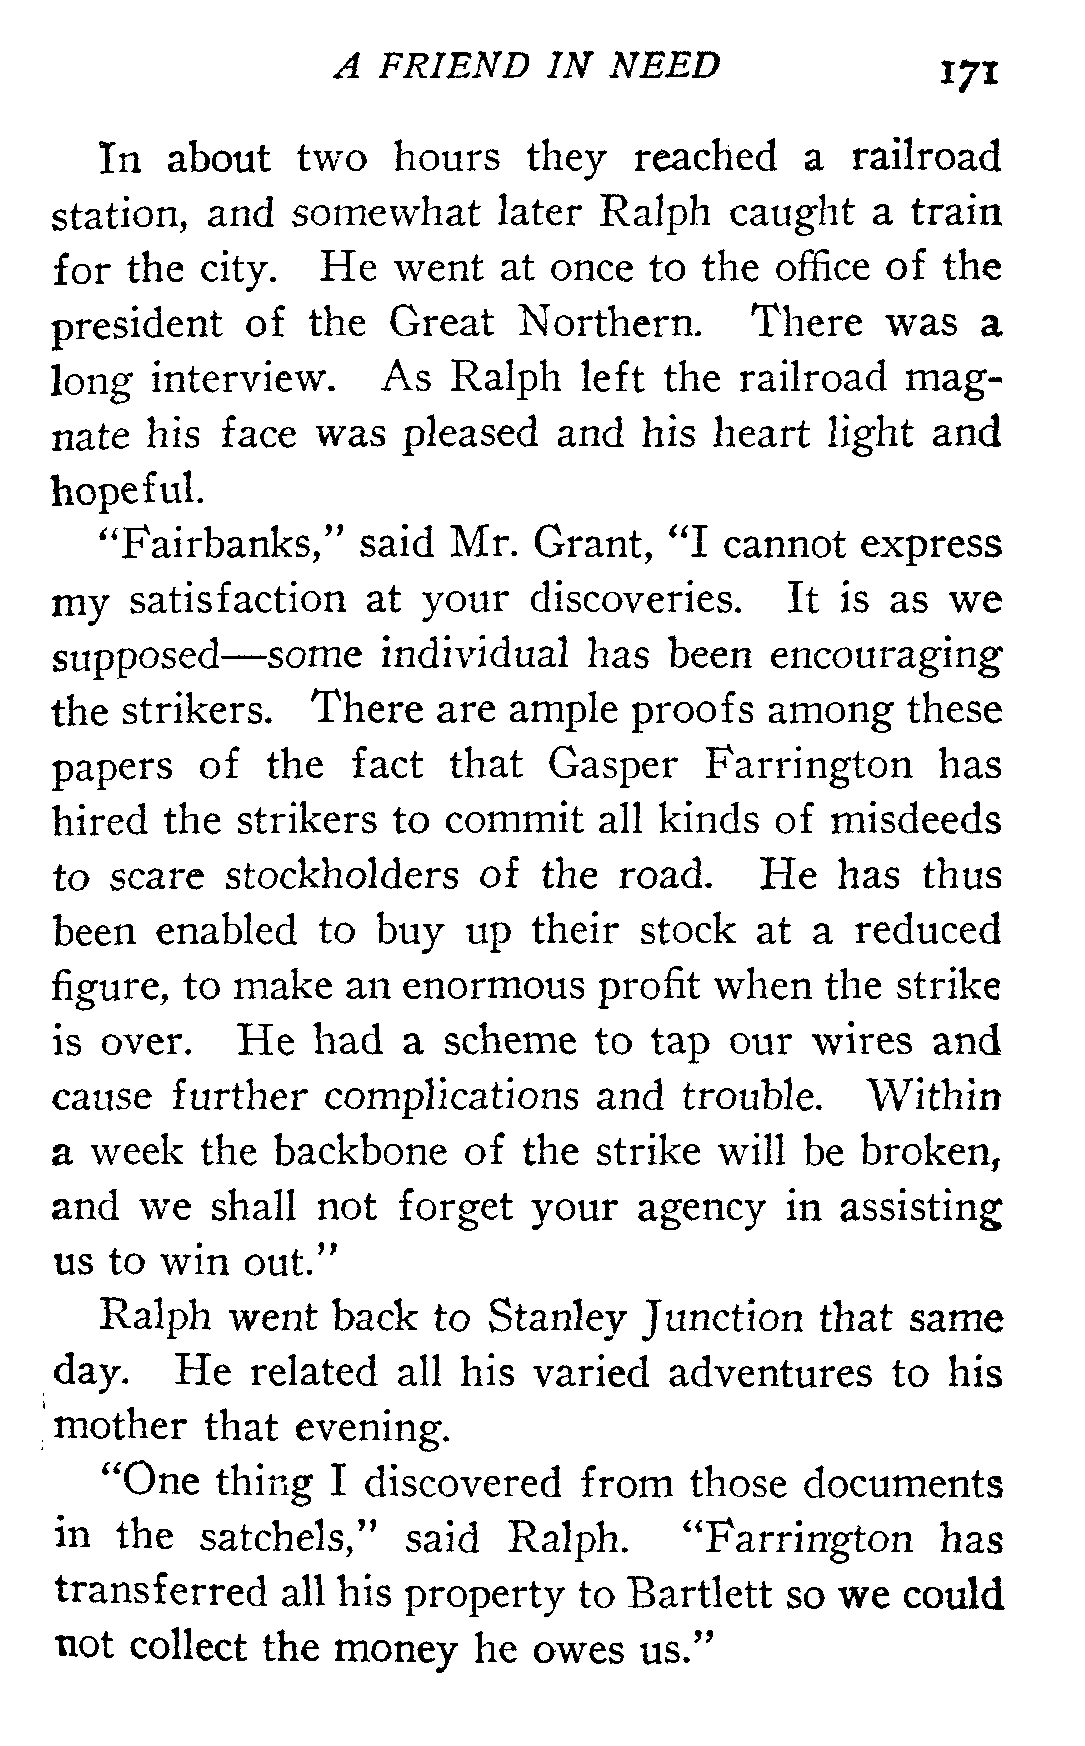 A FRIEND IN NEED 171
In about two hours they reached a railroad
station, and somewhat later Ralph caught a train
for the city. He went at once to the office of the
president of the Great Northern. There was a
long interview. As Ralph left the railroad mag-
nate his face was pleased and his heart light and
hopeful.
"Fairbanks," said Mr. Grant, "I cannot express
my satisfaction at your discoveries. It is as we
supposed—some individual has been encouraging
the strikers. There are ample proofs among these
papers of the fact that Gasper Farrington has
hired the strikers to commit all kinds of misdeeds
to scare stockholders of the road. He has thus
been enabled to buy up their stock at a reduced
figure, to make an enormous profit when the strike
is over. He had a scheme to tap our wires and
cause further complications and trouble. Within
a week the backbone of the strike will be broken,
and we shall not forget your agency in assisting
us to win out."
Ralph went back to Stanley Junction that same
day. He related all his varied adventures to his
mother that evening.
"One thing I discovered from those documents
in the satchels," said Ralph. "Farrington has
transferred all his property to Bartlett so we could
not collect the money he owes us."